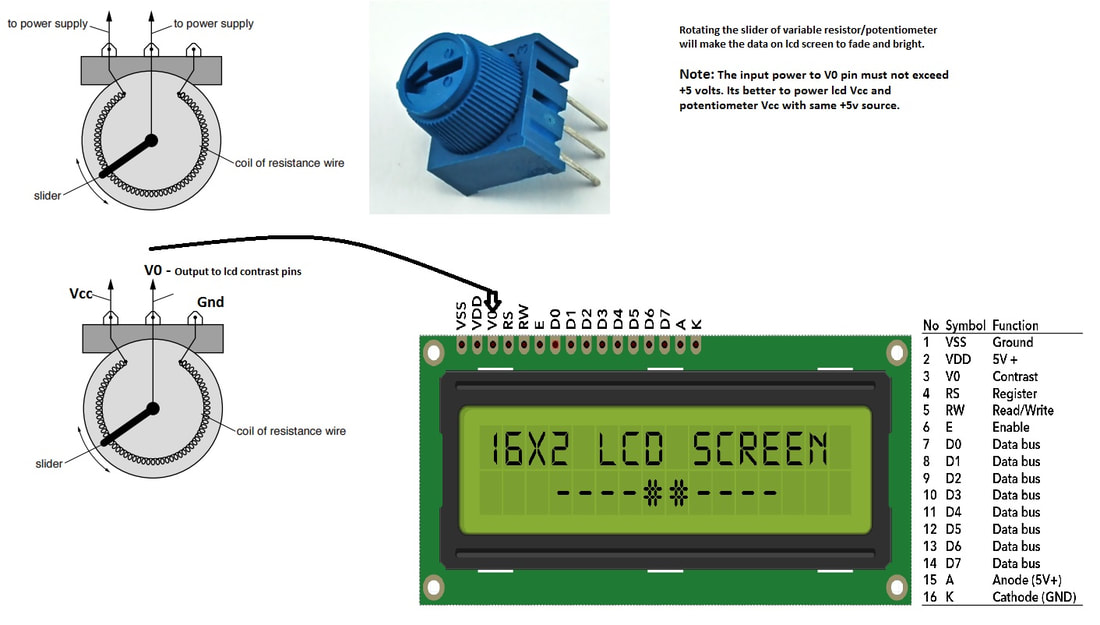 to power supply
to power supply
coil of resistance wire
slider
Rotating the slider of variable resistor/potentiometer
will make the data on lcd screen to fade and bright.
Note: The input power to V0 pin must not exceed
+5 volts. Its better to power lcd Vcc and
potentiometer Vcc with same +5v source.
V0 - Output to lcd contrast pins
Vcc
Gnd
coil of resistance wire
slider
VSS
VDD
V0
RS
RW
E
D0
D1
D2
D3
D4
D5
D6
D7
A
K
16X2 LCD SCREEN
----##----
No Symbol Function
1 VSS Ground
2 VDD 5V +
3 V0 Contrast
4 RS Register
5 RW Read/Write
6 E Enable
7 D0 Data bus
8 D1 Data bus
9 D2 Data bus
10 D3 Data bus
11 D4 Data bus
12 D5 Data bus
13 D6 Data bus
14 D7 Data bus
15 A Anode (5V+)
16 K Cathode (GND)